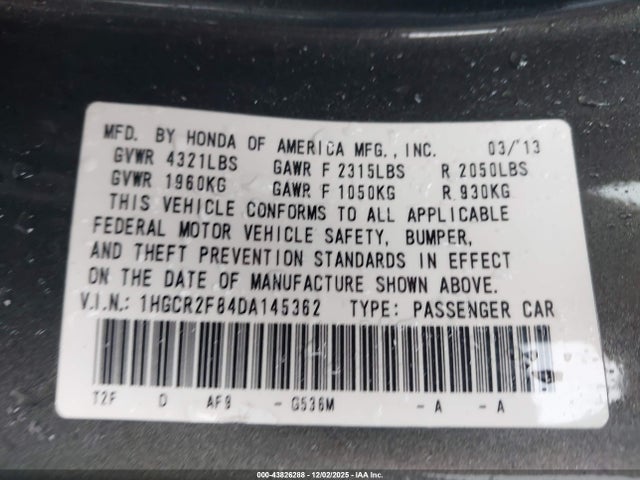 MFD. BY HONDA OF AMERICA MFG., INC. 03/13
GVWR 4321LBS GAWR F 2315LBS R 2050LBS
GVWR 1960KG GAWR F 1050KG R 930KG
THIS VEHICLE CONFORMS TO ALL APPLICABLE
FEDERAL MOTOR VEHICLE SAFETY, BUMPER,
AND THEFT PREVENTION STANDARDS IN EFFECT
ON THE DATE OF MANUFACTURE SHOWN ABOVE.
V.I.N.: 1HGCR2F84DA145362 TYPE: PASSENGER CAR
T2F D AF9 - G536M - A - A
000-43826288 - 12/02/2025 - IAA Inc.